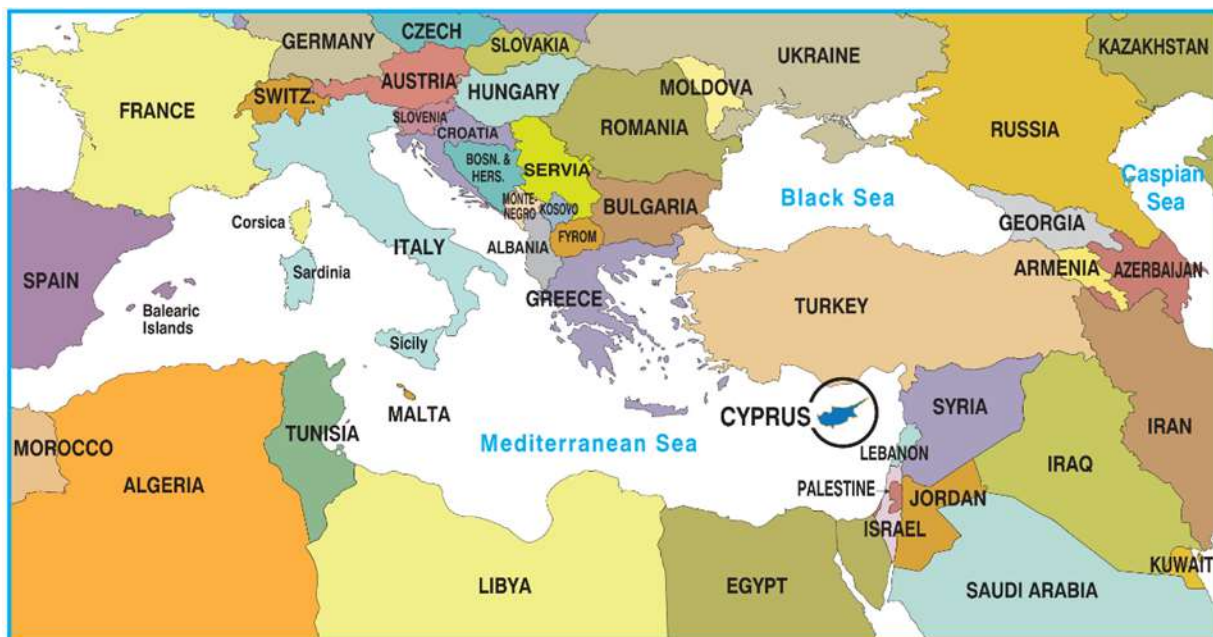 CZECH
GERMANY
SLOVAKIA
UKRAINE
KAZAKHSTAN
AUSTRIA
FRANCE
SWITZ.
HUNGARY
MOLDOVA
SLOVENIA
CROATIA
ROMANIA
RUSSIA
BOSN. &
HERS.
SERVIA
Caspian
Sea
Black Sea
MONTE-
NEGRO
KOSOVO
BULGARIA
Corsica
GEORGIA
FYROM
ITALY
ALBANIA
SPAIN
Sardinia
ARMENIA
AZERBAIJAN
GREECE
TURKEY
Balearic
Islands
Sicily
SYRIA
MALTA
CYPRUS
IRAN
TUNISÍA
Mediterranean Sea
MOROCCO
LEBANON
IRAQ
ALGERIA
PALESTINE
JORDAN
ISRAEL
KUWAIT
LIBYA
EGYPT
SAUDI ARABIA